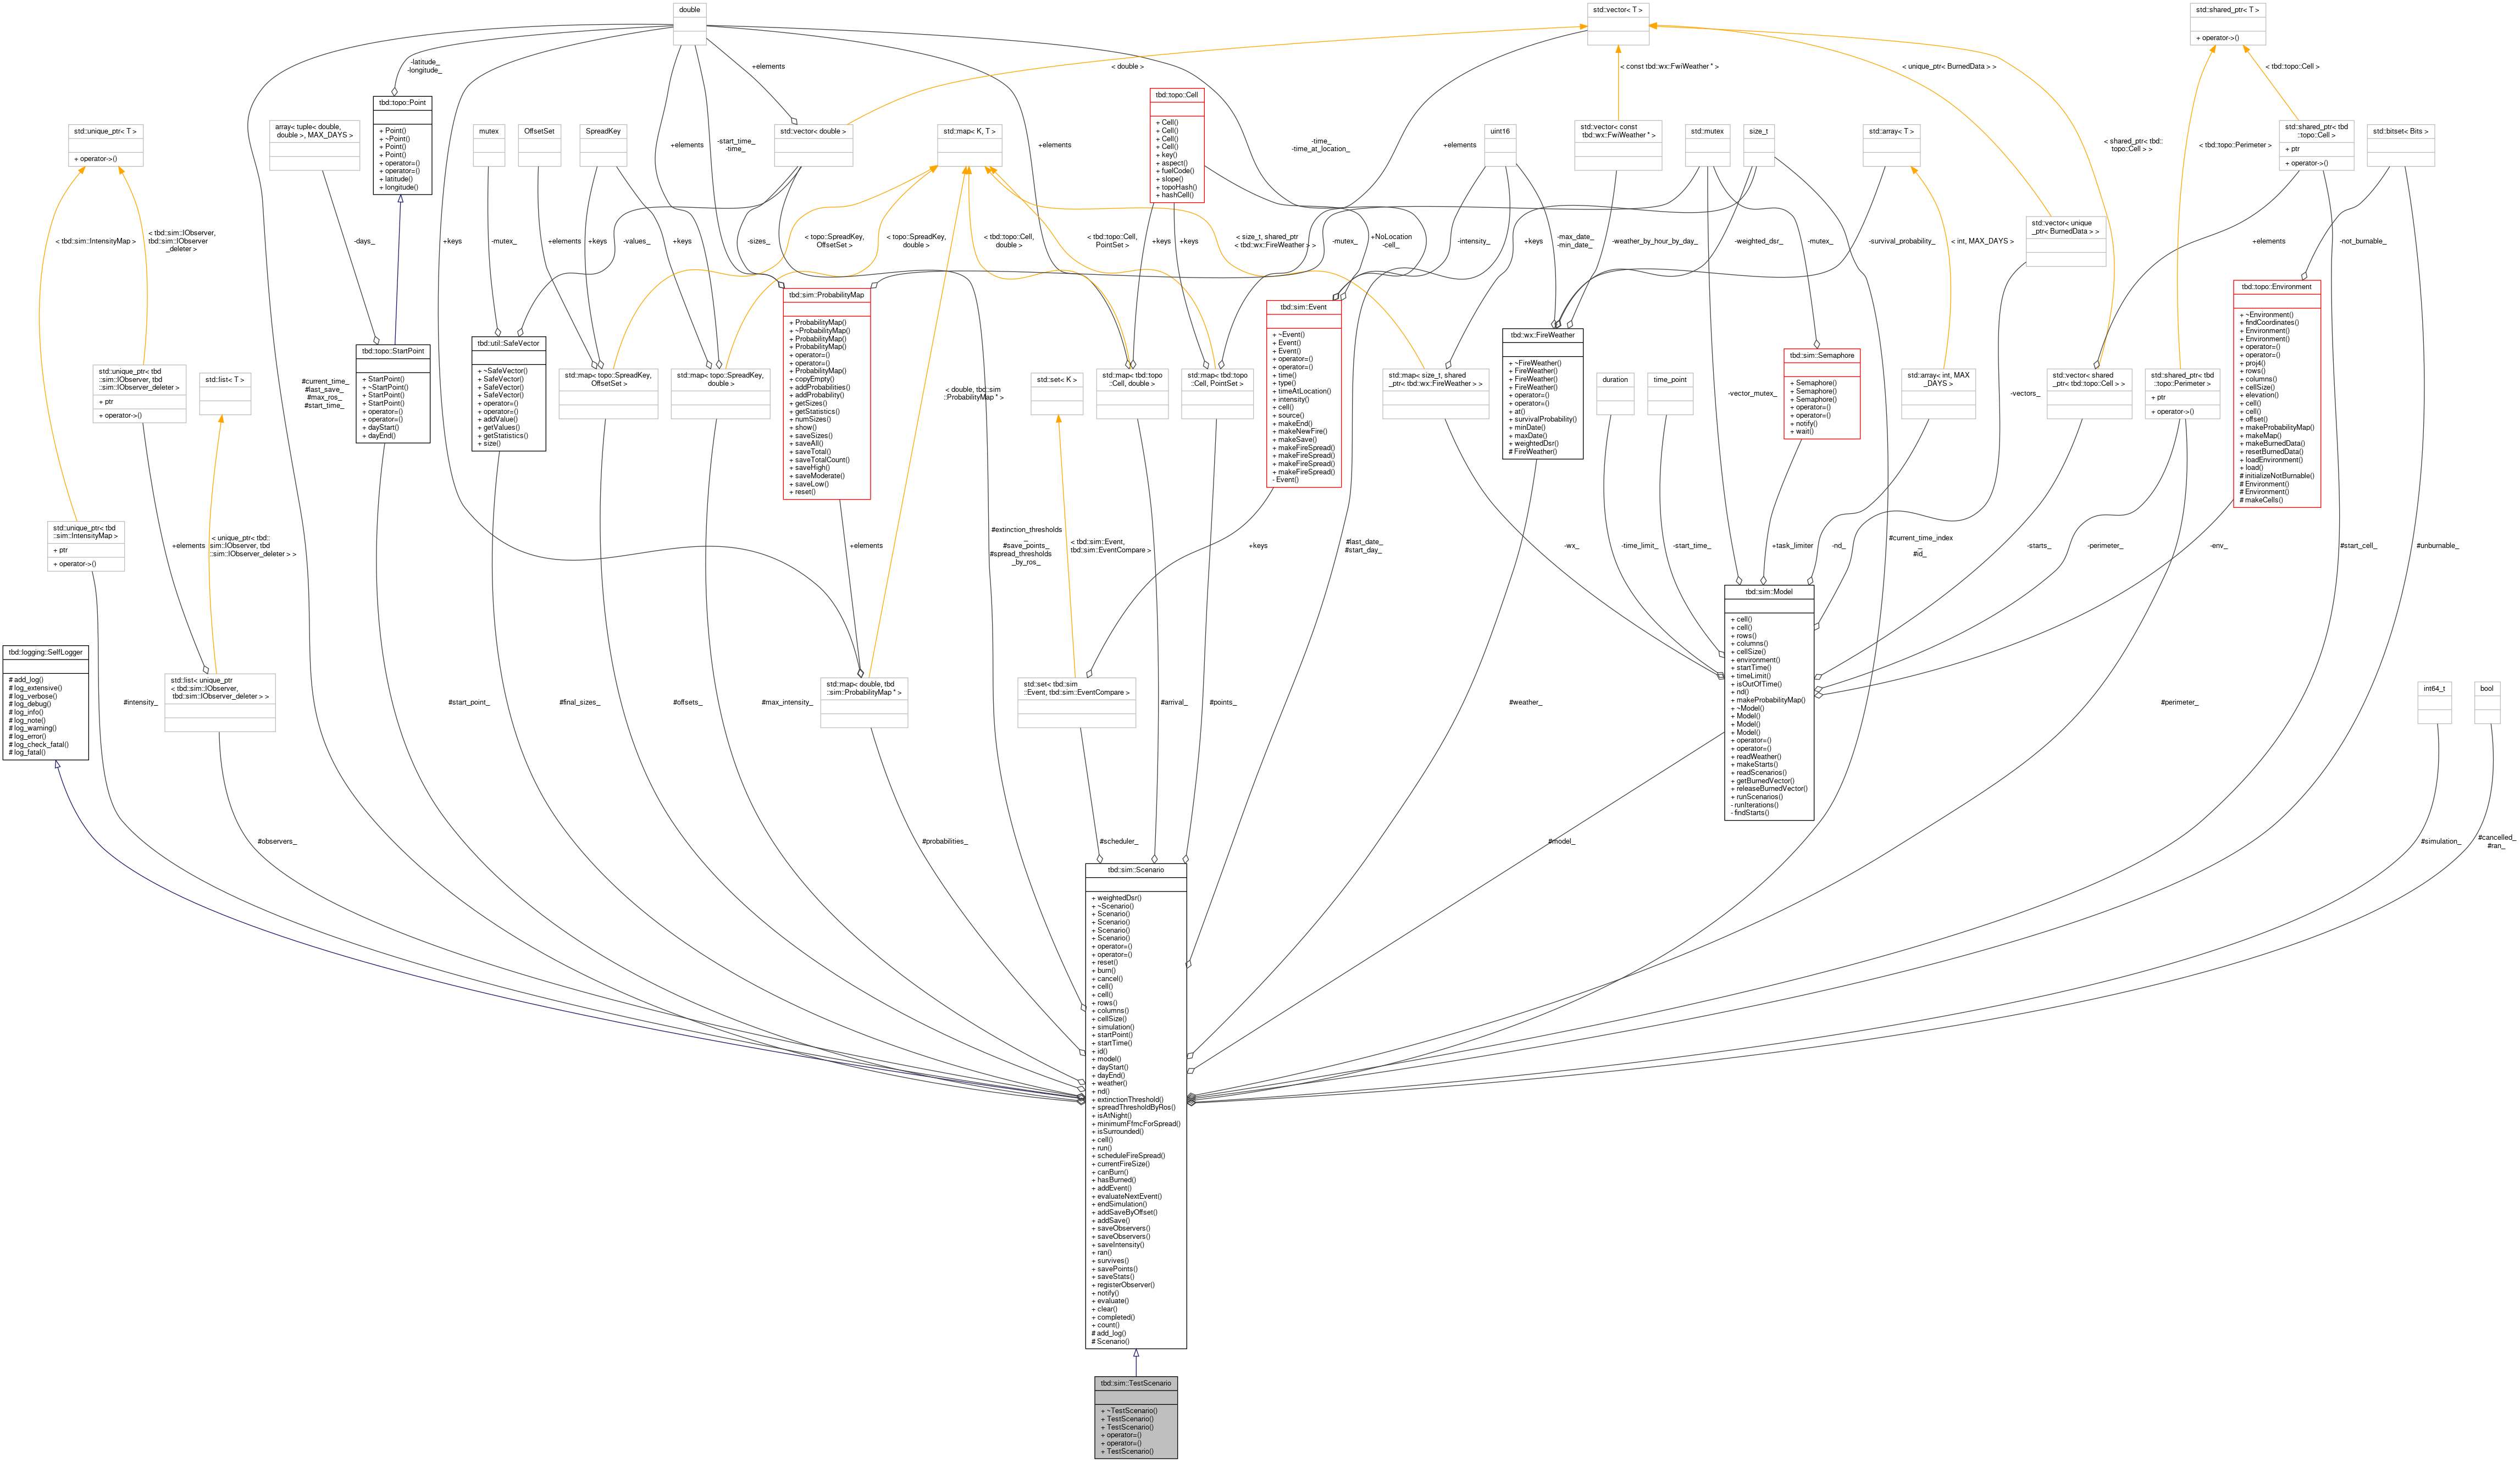 double
std::vector< T >
std::shared_ptr< T >
+ operator->()
-latitude_
-longitude_
+elements
< double >
< const tbd::wx::FwiWeather * >
< unique_ptr< BurnedData > >
< tbd::topo::Cell >
tbd::topo::Point
+ Point()
+ ~Point()
+ Point()
+ Point()
+ operator=()
+ operator=()
+ latitude()
+ longitude()
tbd::topo::Cell
+ Cell()
+ Cell()
+ Cell()
+ Cell()
+ key()
+ aspect()
+ fuelCode()
+ slope()
+ topoHash()
+ hashCell()
std::unique_ptr< T >
+ operator->()
array< tuple< double,
double >, MAX_DAYS >
mutex
OffsetSet
SpreadKey
std::vector< double >
std::map< K, T >
uint16
std::vector< const
tbd::wx::FwiWeather * >
std::mutex
size_t
std::array< T >
std::shared_ptr< tbd
::topo::Cell >
+ ptr
+ operator->()
std::bitset< Bits >
+elements
-start_time_
-time_
+elements
-time_
-time_at_location_
+elements
< shared_ptr< tbd::
topo::Cell > >
< tbd::topo::Perimeter >
std::vector< unique
_ptr< BurnedData > >
< tbd::sim::IntensityMap >
< tbd::sim::IObserver,
tbd::sim::IObserver
_deleter >
-days_
+keys
-mutex_
+elements
+keys
-values_
+keys
-sizes_
< topo::SpreadKey,
OffsetSet >
< topo::SpreadKey,
double >
< tbd::topo::Cell,
double >
< tbd::topo::Cell,
PointSet >
+keys
+keys
< size_t, shared_ptr
< tbd::wx::FireWeather > >
-mutex_
+NoLocation
-cell_
-intensity_
+keys
-max_date_
-min_date_
-weather_by_hour_by_day_
-weighted_dsr_
-mutex_
-survival_probability_
< int, MAX_DAYS >
+elements
-not_burnable_
tbd::topo::StartPoint
+ StartPoint()
+ ~StartPoint()
+ StartPoint()
+ StartPoint()
+ operator=()
+ operator=()
+ dayStart()
+ dayEnd()
tbd::util::SafeVector
+ ~SafeVector()
+ SafeVector()
+ SafeVector()
+ SafeVector()
+ operator=()
+ operator=()
+ addValue()
+ getValues()
+ getStatistics()
+ size()
tbd::sim::ProbabilityMap
+ ProbabilityMap()
+ ~ProbabilityMap()
+ ProbabilityMap()
+ ProbabilityMap()
+ operator=()
+ operator=()
+ ProbabilityMap()
+ copyEmpty()
+ addProbabilities()
+ addProbability()
+ getSizes()
+ getStatistics()
+ numSizes()
+ show()
+ saveSizes()
+ saveAll()
+ saveTotal()
+ saveTotalCount()
+ saveHigh()
+ saveModerate()
+ saveLow()
+ reset()
tbd::sim::Event
+ ~Event()
+ Event()
+ Event()
+ operator=()
+ operator=()
+ time()
+ type()
+ timeAtLocation()
+ intensity()
+ cell()
+ source()
+ makeEnd()
+ makeNewFire()
+ makeSave()
+ makeFireSpread()
+ makeFireSpread()
+ makeFireSpread()
+ makeFireSpread()
- Event()
tbd::wx::FireWeather
+ ~FireWeather()
+ FireWeather()
+ FireWeather()
+ FireWeather()
+ operator=()
+ operator=()
+ at()
+ survivalProbability()
+ minDate()
+ maxDate()
+ weightedDsr()
# FireWeather()
tbd::sim::Semaphore
+ Semaphore()
+ Semaphore()
+ Semaphore()
+ operator=()
+ operator=()
+ notify()
+ wait()
tbd::topo::Environment
+ ~Environment()
+ findCoordinates()
+ Environment()
+ Environment()
+ operator=()
+ operator=()
+ proj4()
+ rows()
+ columns()
+ cellSize()
+ elevation()
+ cell()
+ cell()
+ offset()
+ makeProbabilityMap()
+ makeMap()
+ makeBurnedData()
+ resetBurnedData()
+ loadEnvironment()
+ load()
# initializeNotBurnable()
# Environment()
# Environment()
# makeCells()
std::unique_ptr< tbd
::sim::IObserver, tbd
::sim::IObserver_deleter >
+ ptr
+ operator->()
std::list< T >
#current_time_
#last_save_
#max_ros_
#start_time_
std::map< topo::SpreadKey,
OffsetSet >
std::map< topo::SpreadKey,
double >
< double, tbd::sim
::ProbabilityMap * >
std::set< K >
std::map< tbd::topo
::Cell, double >
std::map< tbd::topo
::Cell, PointSet >
std::map< size_t, shared
_ptr< tbd::wx::FireWeather > >
duration
time_point
-vector_mutex_
std::array< int, MAX
_DAYS >
-vectors_
std::vector< shared
_ptr< tbd::topo::Cell > >
std::shared_ptr< tbd
::topo::Perimeter >
+ ptr
+ operator->()
std::unique_ptr< tbd
::sim::IntensityMap >
+ ptr
+ operator->()
+elements
< unique_ptr< tbd::
sim::IObserver, tbd
::sim::IObserver_deleter > >
+elements
#extinction_thresholds
_
#save_points_
#spread_thresholds
_by_ros_
< tbd::sim::Event,
tbd::sim::EventCompare >
+keys
#last_date_
#start_day_
-wx_
-time_limit_
-start_time_
+task_limiter
-nd_
#current_time_index
_
#id_
-starts_
-perimeter_
-env_
#start_cell_
#unburnable_
tbd::logging::SelfLogger
# add_log()
# log_extensive()
# log_verbose()
# log_debug()
# log_info()
# log_note()
# log_warning()
# log_error()
# log_check_fatal()
# log_fatal()
std::list< unique_ptr
< tbd::sim::IObserver,
tbd::sim::IObserver_deleter > >
std::map< double, tbd
::sim::ProbabilityMap * >
std::set< tbd::sim
::Event, tbd::sim::EventCompare >
tbd::sim::Model
+ cell()
+ cell()
+ rows()
+ columns()
+ cellSize()
+ environment()
+ startTime()
+ timeLimit()
+ isOutOfTime()
+ nd()
+ makeProbabilityMap()
+ ~Model()
+ Model()
+ Model()
+ Model()
+ operator=()
+ operator=()
+ readWeather()
+ makeStarts()
+ readScenarios()
+ getBurnedVector()
+ releaseBurnedVector()
+ runScenarios()
- runIterations()
- findStarts()
int64_t
bool
#intensity_
#start_point_
#final_sizes_
#offsets_
#max_intensity_
#arrival_
#points_
#weather_
#perimeter_
#observers_
#probabilities_
#scheduler_
#model_
#simulation_
#cancelled_
#ran_
tbd::sim::Scenario
+ weightedDsr()
+ ~Scenario()
+ Scenario()
+ Scenario()
+ Scenario()
+ Scenario()
+ operator=()
+ operator=()
+ reset()
+ burn()
+ cancel()
+ cell()
+ cell()
+ rows()
+ columns()
+ cellSize()
+ simulation()
+ startPoint()
+ startTime()
+ id()
+ model()
+ dayStart()
+ dayEnd()
+ weather()
+ nd()
+ extinctionThreshold()
+ spreadThresholdByRos()
+ isAtNight()
+ minimumFfmcForSpread()
+ isSurrounded()
+ cell()
+ run()
+ scheduleFireSpread()
+ currentFireSize()
+ canBurn()
+ hasBurned()
+ addEvent()
+ evaluateNextEvent()
+ endSimulation()
+ addSaveByOffset()
+ addSave()
+ saveObservers()
+ saveObservers()
+ saveIntensity()
+ ran()
+ survives()
+ savePoints()
+ saveStats()
+ registerObserver()
+ notify()
+ evaluate()
+ clear()
+ completed()
+ count()
# add_log()
# Scenario()
tbd::sim::TestScenario
+ ~TestScenario()
+ TestScenario()
+ TestScenario()
+ operator=()
+ operator=()
+ TestScenario()